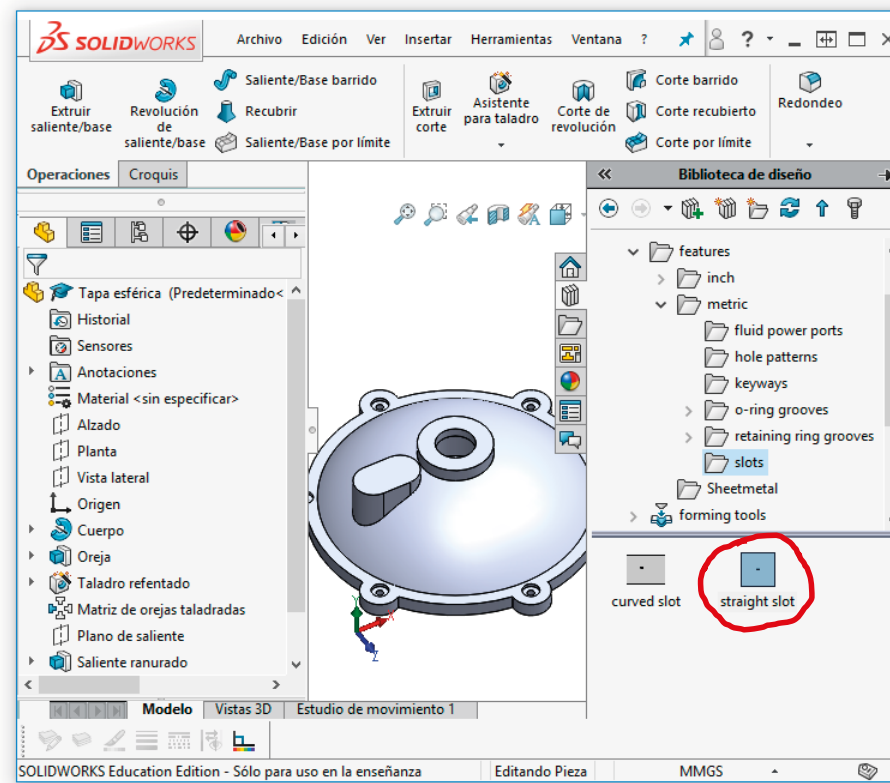 SOLIDWORKS Archivo Edición Ver Insertar Herramientas Ventana ? ?
Extruir saliente/base
Revolución de saliente/base
Saliente/Base barrido
Recubrir
Saliente/Base por límite
Extruir corte
Asistente para taladro
Corte de revolución
Corte barrido
Corte recubierto
Corte por límite
Redondeo
Operaciones Croquis
Tapa esférica (Predeterminado<
Historial
Sensores
Anotaciones
Material <sin especificar>
Alzado
Planta
Vista lateral
Origen
Cuerpo
Oreja
Taladro refentado
Matriz de orejas taladradas
Plano de saliente
Saliente ranurado
Y
X
Z
Biblioteca de diseño
features
inch
metric
fluid power ports
hole patterns
keyways
o-ring grooves
retaining ring grooves
slots
Sheetmetal
forming tools
curved slot straight slot
Modelo Vistas 3D Estudio de movimiento 1
SOLIDWORKS Education Edition - Sólo para uso en la enseñanza Editando Pieza MMGS